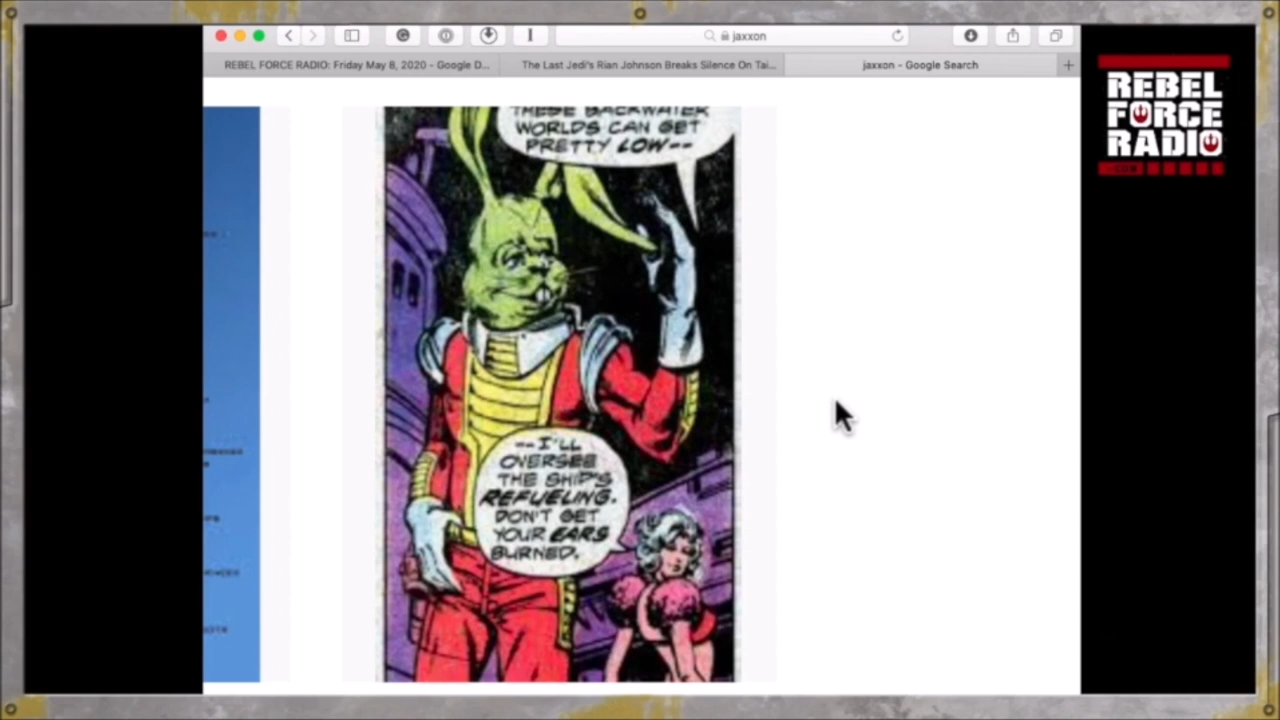 jaxxon
REBEL FORCE RADIO: Friday May 8, 2020 - Google D...
The Last Jedi's Rian Johnson Breaks Silence On Tai...
jaxxon - Google Search
REBEL
FORCE
RADIO
THESE BACKWATER
WORLDS CAN GET
PRETTY LOW--
--I'LL
OVERSEE
THE SHIP'S
REFUELING.
DON'T GET
YOUR EARS
BURNED.